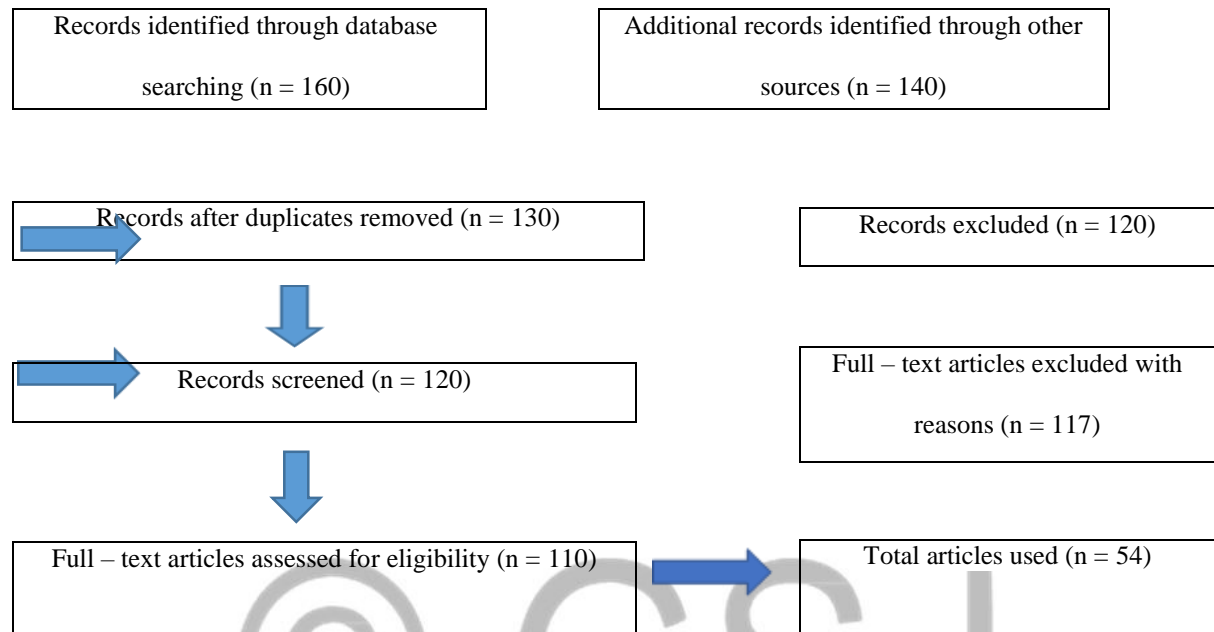 Records identified through database
searching (n = 160)
Additional records identified through other
sources (n = 140)
Records after duplicates removed (n = 130)
Records excluded (n = 120)
Records screened (n = 120)
Full – text articles excluded with
reasons (n = 117)
Full – text articles assessed for eligibility (n = 110)
Total articles used (n = 54)